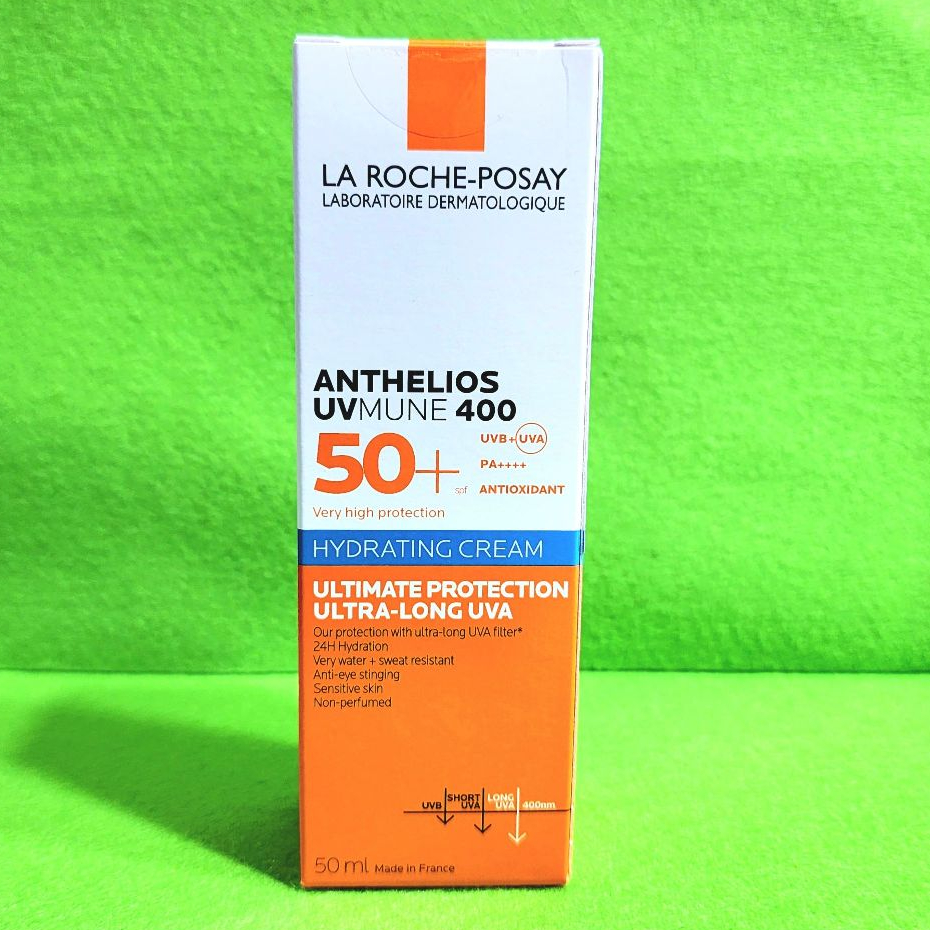 LA ROCHE-POSAY
LABORATOIRE DERMATOLOGIQUE
ANTHELIOS
UVMUNE 400
50+ spf
UVB+UVA
PA++++
ANTIOXIDANT
Very high protection
HYDRATING CREAM
ULTIMATE PROTECTION
ULTRA-LONG UVA
Our protection with ultra-long UVA filter*
24H Hydration
Very water + sweat resistant
Anti-eye stinging
Sensitive skin
Non-perfumed
UVB SHORT UVA LONG UVA 400nm
50 ml Made in France